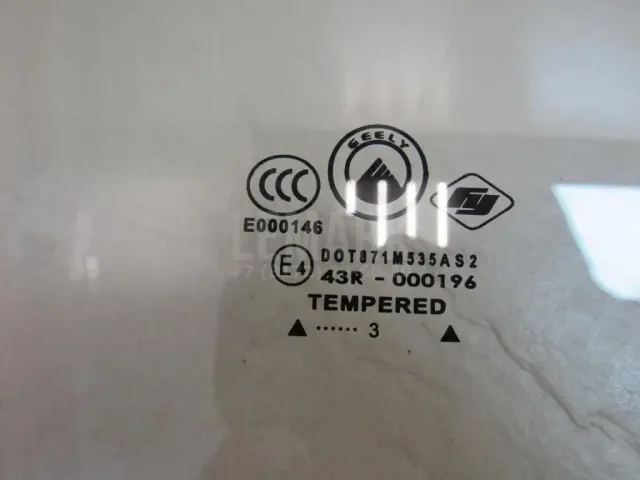 GEELY
CCC
E000146
E4 DOT871M535AS2
43R - 000196
TEMPERED
▲ ...... 3 ▲